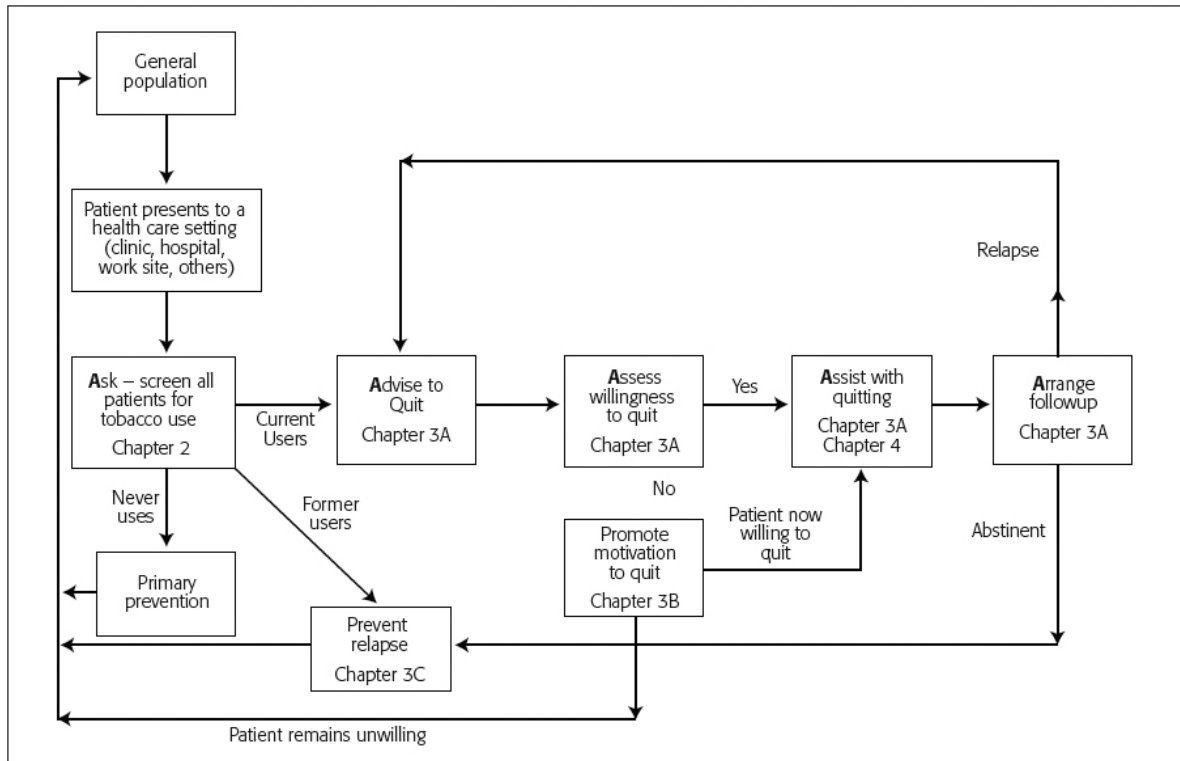 General
population
Patient presents to a
health care setting
(clinic, hospital,
work site, others)
Relapse
Ask – screen all
patients for
tobacco use
Chapter 2
Current
Users
Advise to
Quit
Chapter 3A
Assess
willingness
to quit
Chapter 3A
Yes
Assist with
quitting
Chapter 3A
Chapter 4
Arrange
followup
Chapter 3A
Never
uses
Former
users
No
Patient now
willing to
quit
Abstinent
Promote
motivation
to quit
Chapter 3B
Primary
prevention
Prevent
relapse
Chapter 3C
Patient remains unwilling